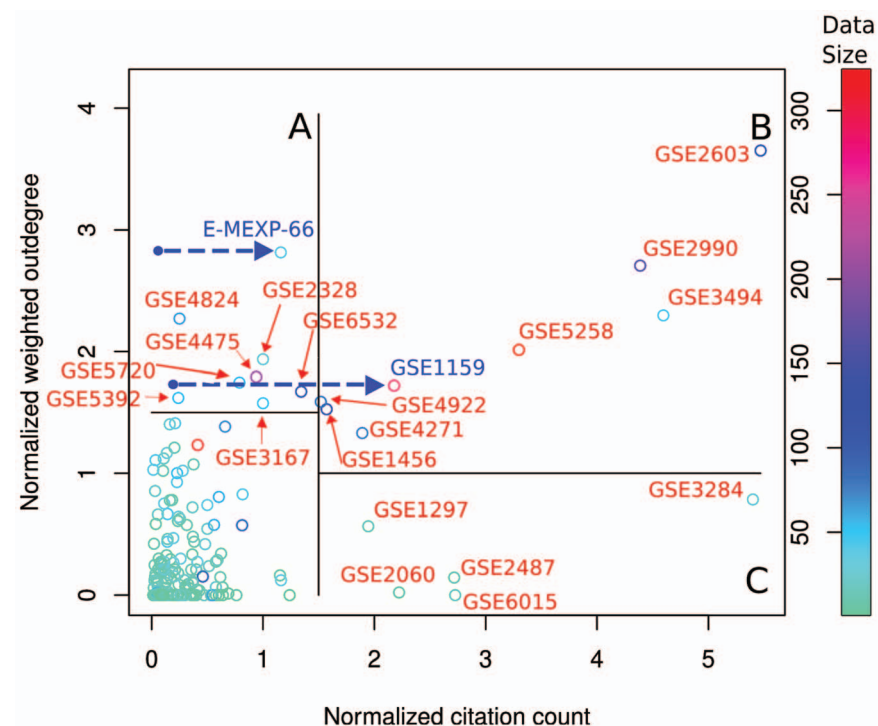 Data
Size
A
B
GSE2603
E-MEXP-66
GSE2990
GSE4824
GSE2328
GSE3494
GSE6532
GSE4475
GSE5258
GSE5720
GSE1159
GSE5392
GSE4922
GSE4271
GSE3167
GSE1456
GSE3284
GSE1297
GSE2060
GSE2487
C
GSE6015
4
3
2
1
0
0
1
2
3
4
5
300
250
200
150
100
50
Normalized weighted outdegree
Normalized citation count